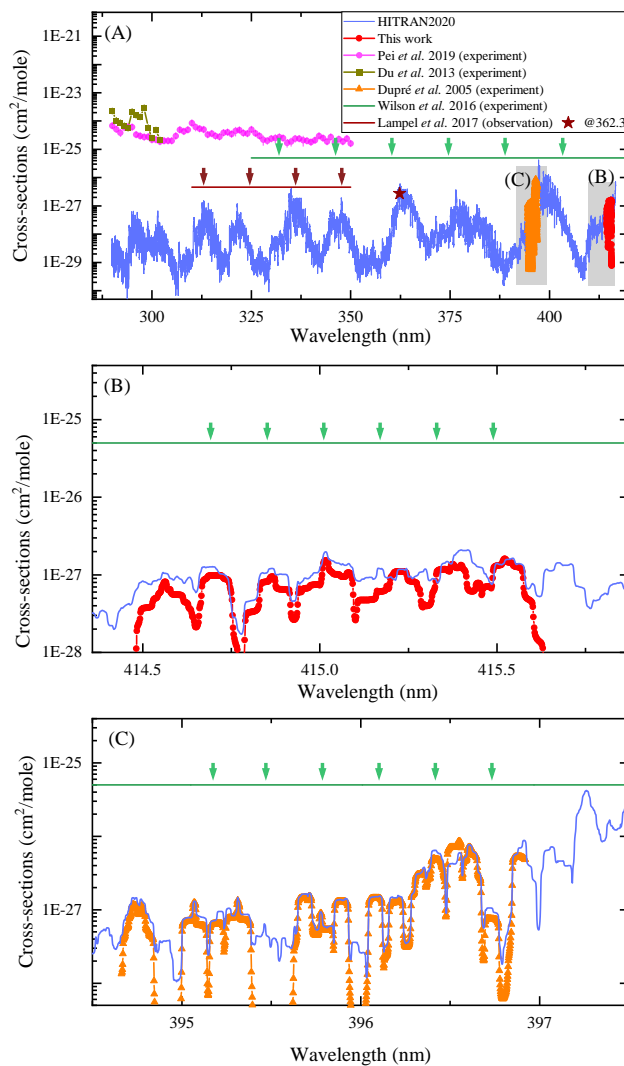 (A)
HITRAN2020
This work
Pei et al. 2019 (experiment)
Du et al. 2013 (experiment)
Dupré et al. 2005 (experiment)
Wilson et al. 2016 (experiment)
Lampel et al. 2017 (observation) @362.3
1E-21
1E-23
1E-25
1E-27
1E-29
Cross-sections (cm²/mole)
(C)
(B)
300 325 350 375 400
Wavelength (nm)
(B)
1E-25
1E-26
1E-27
1E-28
Cross-sections (cm²/mole)
414.5 415.0 415.5
Wavelength (nm)
(C)
1E-25
1E-27
Cross-sections (cm²/mole)
395 396 397
Wavelength (nm)